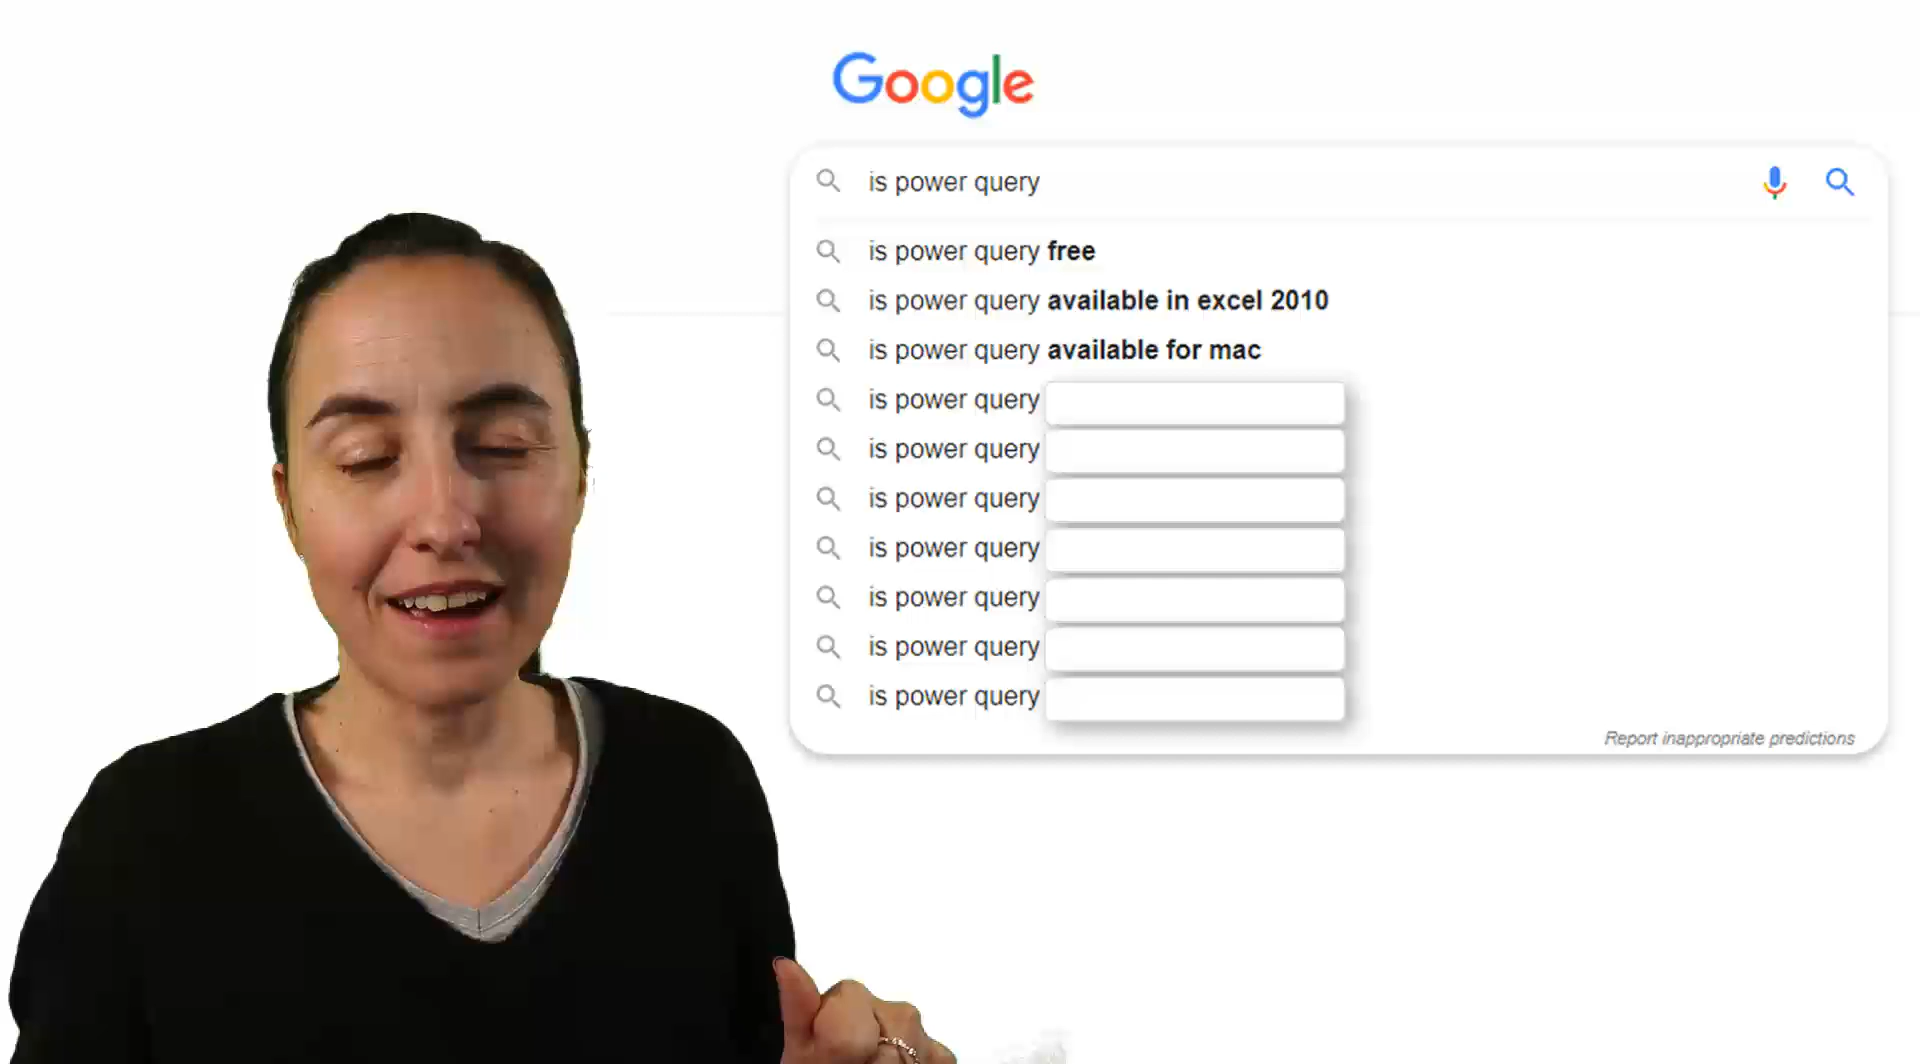 Google
is power query
is power query free
is power query available in excel 2010
is power query available for mac
is power query
is power query
is power query
is power query
is power query
is power query
is power query
Report inappropriate predictions